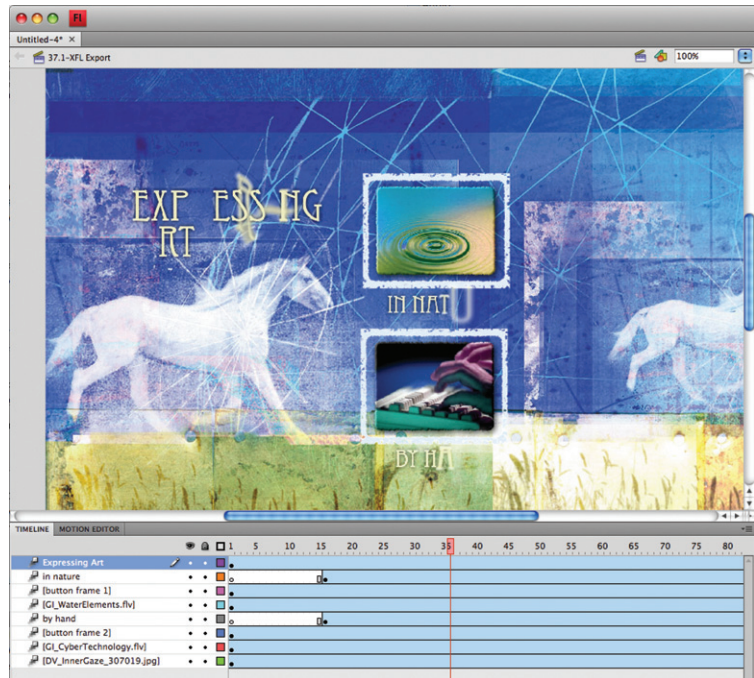 Fl
Untitled-4* ×
37.1-XFL Export
100%
EXP ESS NG
RT
IN NAT U
BY HA
TIMELINE MOTION EDITOR
1 5 10 15 20 25 30 35 40 45 50 55 60 65 70 75 80
Expressing Art
in nature
[button frame 1]
[GI_WaterElements.flv]
by hand
[button frame 2]
[GI_CyberTechnology.flv]
[DV_InnerGaze_307019.jpg]